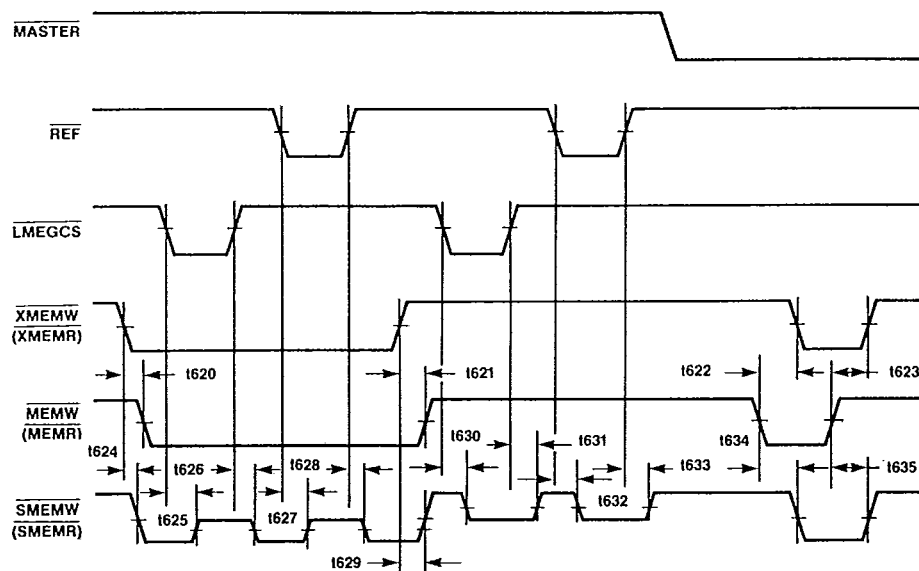 MASTER
REF
LMEGCS
XMEMW
(XMEMR)
t620
t621
t622
t623
MEMW
(MEMR)
t624
t626
t628
t630
t631
t634
t633
t635
SMEMW
(SMEMR)
t625
t627
t632
t629